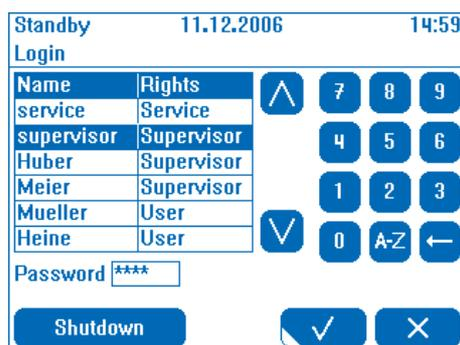 Standby 11.12.2006 14:59
Login
Name Rights
service Service
supervisor Supervisor
Huber Supervisor
Meier Supervisor
Mueller User
Heine User
7 8 9
4 5 6
1 2 3
0 A-Z
Password ****
Shutdown